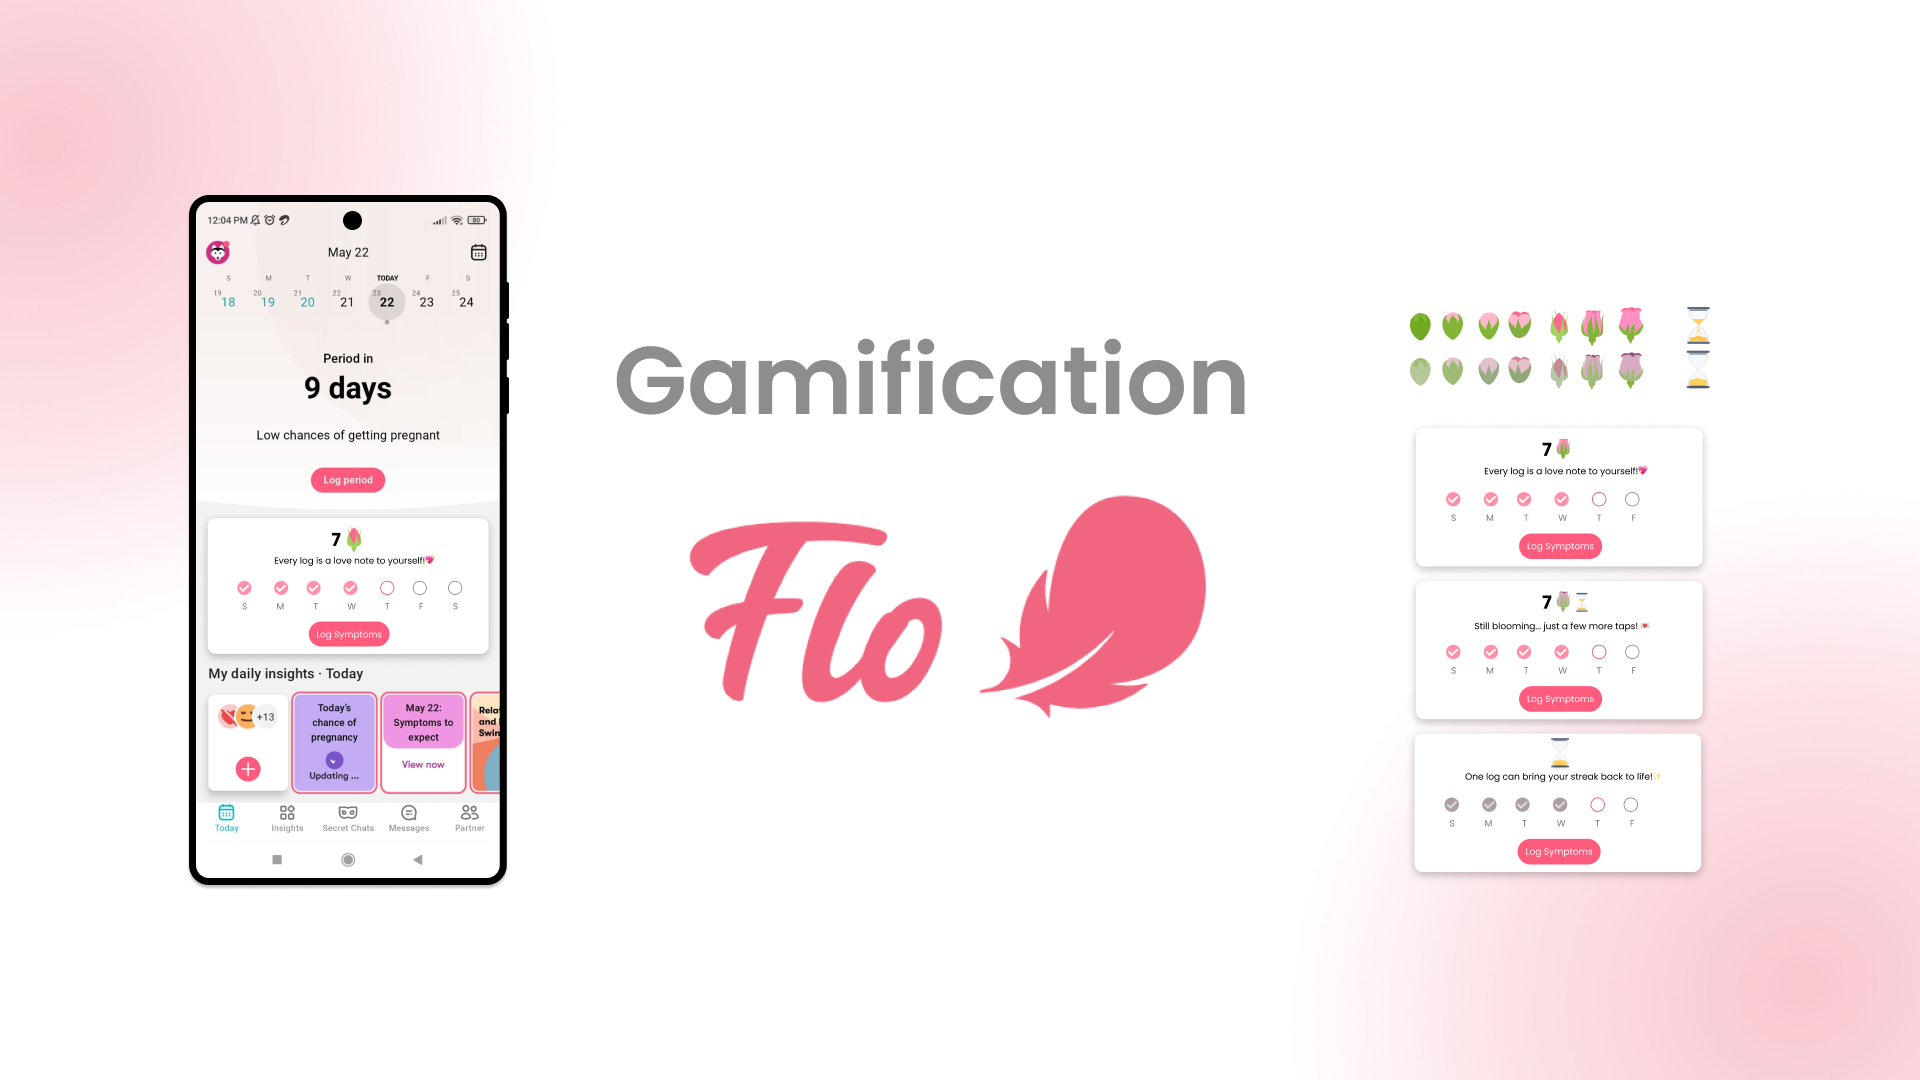 12:04 PM
80
May 22
S M T W TODAY F S
19 20 21 22 23 24 25
18 19 20 21 22 23 24
Period in
9 days
Low chances of getting pregnant
Log period
7
Every log is a love note to yourself!💖
S M T W T F S
Log Symptoms
My daily insights · Today
+13
Today's
chance of
pregnancy
Updating ...
May 22:
Symptoms to
expect
View now
Today
Insights
Secret Chats
Messages
Partner
Gamification
Flo
7
Every log is a love note to yourself!💖
S M T W T F
Log Symptoms
7
Still blooming... just a few more taps! 💌
S M T W T F
Log Symptoms
One log can bring your streak back to life!✨
S M T W T F
Log Symptoms